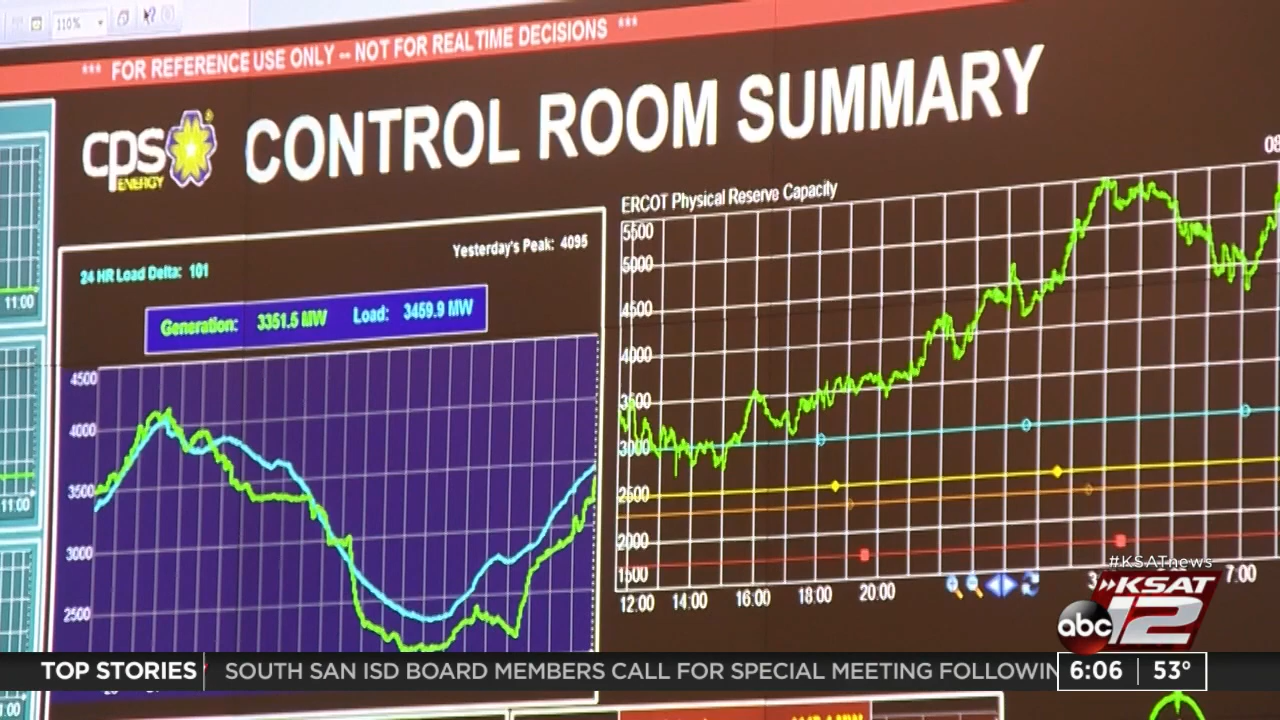 110%
*** FOR REFERENCE USE ONLY -- NOT FOR REALTIME DECISIONS ***
cps
ENERGY
CONTROL ROOM SUMMARY
Yesterday's Peak: 4095
24 HR Load Delta: 101
Generation: 3351.5 MW Load: 3459.9 MW
4500
4000
3500
3000
2500
ERCOT Physical Reserve Capacity
5500
5000
4500
4000
3500
3000
2500
2000
1500
12:00 14:00 16:00 18:00 20:00 7:00
11:00
11:00
#KSATnews
KSAT
abc 12
TOP STORIES SOUTH SAN ISD BOARD MEMBERS CALL FOR SPECIAL MEETING FOLLOWIN
6:06 53°